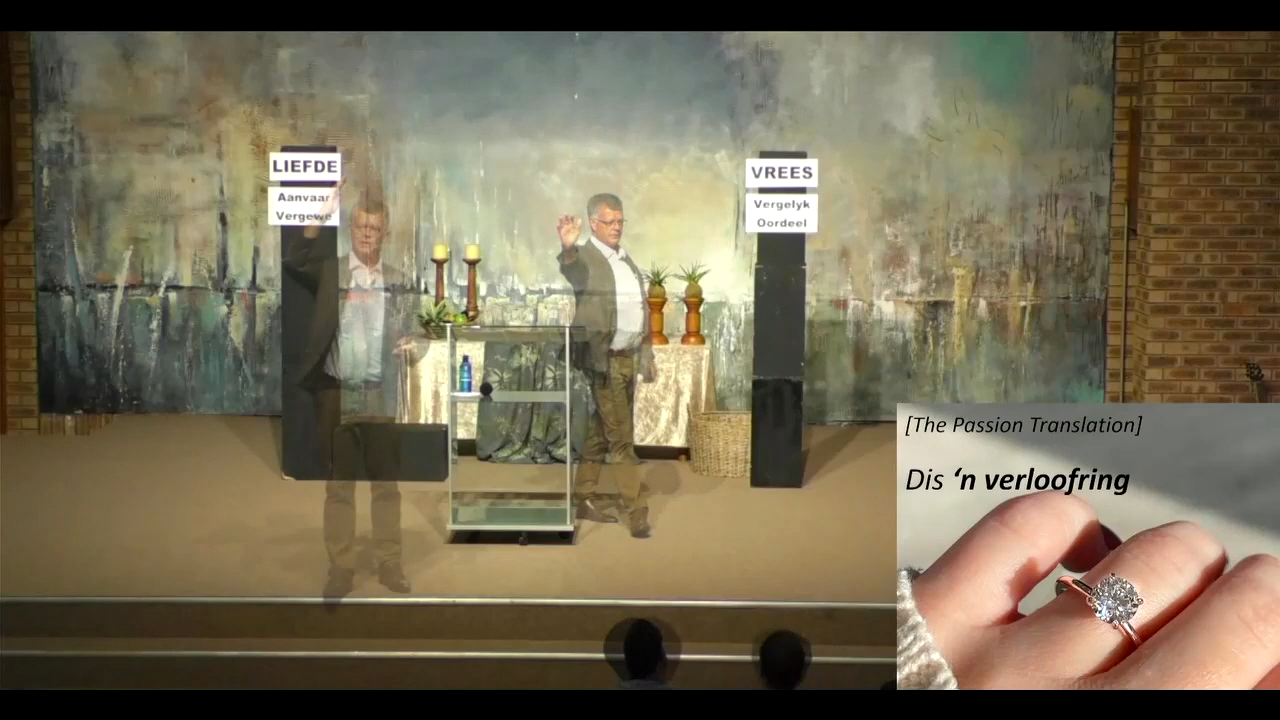 LIEFDE
Aanvaar
Vergewe
VREES
Vergelyk
Oordeel
[The Passion Translation]
Dis ‘n verloofring